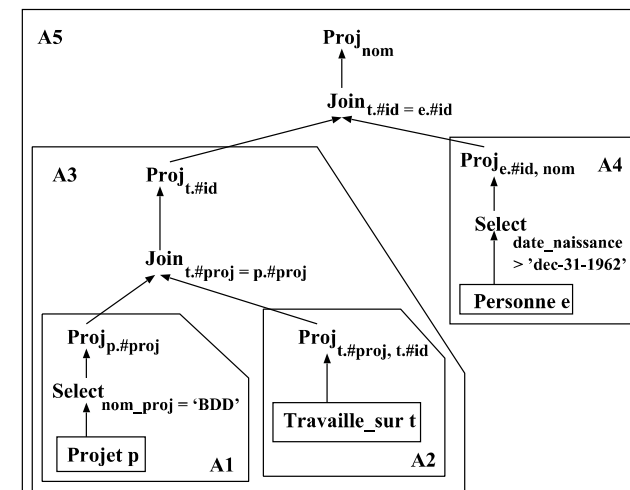 A5
Proj nom
Join t.#id = e.#id
A3
Proj t.#id
Proj e.#id, nom
A4
Select
date_naissance
> 'dec-31-1962'
Join t.#proj = p.#proj
Personne e
Proj p.#proj
Proj t.#proj, t.#id
Select nom_proj = ‘BDD’
Travaille_sur t
Projet p
A1
A2